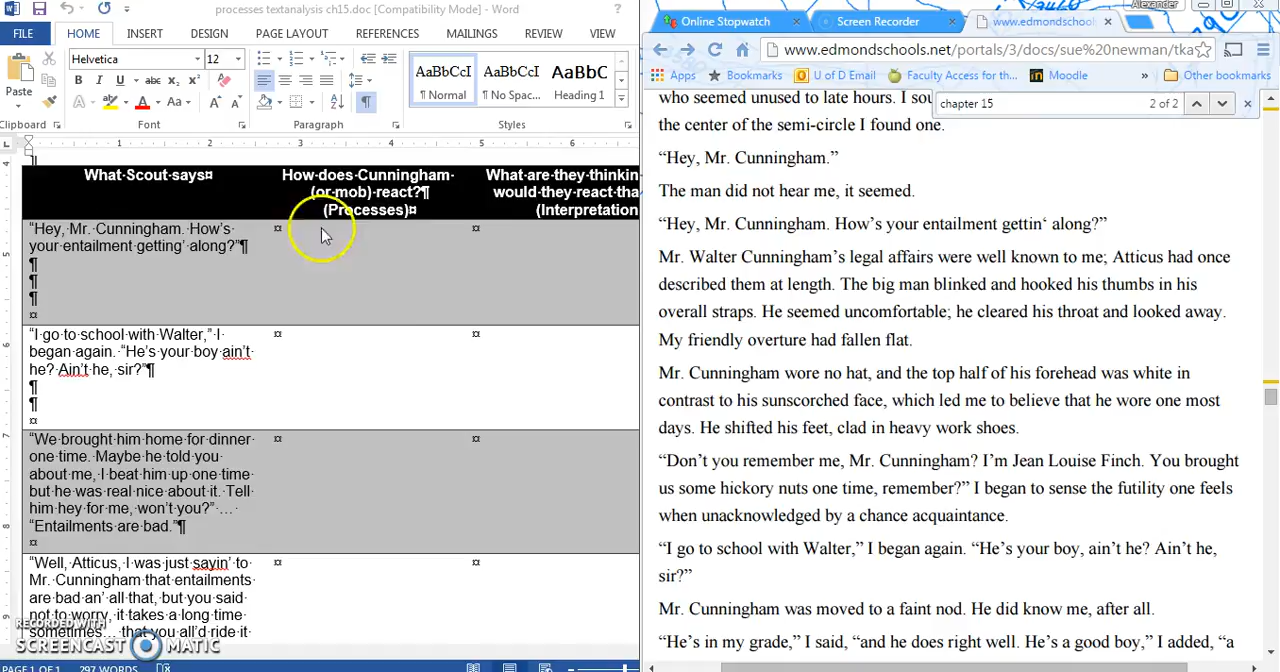 processes textanalysis ch15.doc [Compatibility Mode] - Word
?
FILE
HOME
INSERT
DESIGN
PAGE LAYOUT
REFERENCES
MAILINGS
REVIEW
VIEW
Paste
Helvetica
12
B I U abc x₂ x²
A A Aa A A
AaBbCcI AaBbCcI AaBbC
¶ Normal ¶ No Spac... Heading 1
Clipboard Font Paragraph Styles
1 2 3 4 5 6
¶
What Scout says¤
How does Cunningham
(or mob) react?¶
(Processes)¤
What are they thinkin
would they react tha
(Interpretation
“Hey, Mr. Cunningham. How’s
your entailment getting’ along?”¶
¶
¶
¶
¤
¤
¤
“I go to school with Walter,” I
began again. “He’s your boy ain’t
he? Ain’t he, sir?”¶
¶
¶
¤
¤
¤
“We brought him home for dinner
one time. Maybe he told you
about me, I beat him up one time
but he was real nice about it. Tell
him hey for me, won’t you?” …
“Entailments are bad.”¶
¤
¤
¤
“Well, Atticus, I was just sayin’ to
Mr. Cunningham that entailments
are bad an’ all that, but you said
not to worry, it takes a long time
sometimes… that you all’d ride it
¤
¤
RECORDED WITH
SCREENCAST MATIC
PAGE 1 OF 1 297 WORDS
Alexander
Online Stopwatch
Screen Recorder
www.edmondschool
www.edmondschools.net/portals/3/docs/sue%20newman/tka
Apps
Bookmarks
U of D Email
Faculty Access for th...
Moodle
»
Other bookmarks
chapter 15
2 of 2
who seemed unused to late hours. I sou
the center of the semi-circle I found one.
“Hey, Mr. Cunningham.”
The man did not hear me, it seemed.
“Hey, Mr. Cunningham. How’s your entailment gettin‘ along?”
Mr. Walter Cunningham’s legal affairs were well known to me; Atticus had once
described them at length. The big man blinked and hooked his thumbs in his
overall straps. He seemed uncomfortable; he cleared his throat and looked away.
My friendly overture had fallen flat.
Mr. Cunningham wore no hat, and the top half of his forehead was white in
contrast to his sunscorched face, which led me to believe that he wore one most
days. He shifted his feet, clad in heavy work shoes.
“Don’t you remember me, Mr. Cunningham? I’m Jean Louise Finch. You brought
us some hickory nuts one time, remember?” I began to sense the futility one feels
when unacknowledged by a chance acquaintance.
“I go to school with Walter,” I began again. “He’s your boy, ain’t he? Ain’t he,
sir?”
Mr. Cunningham was moved to a faint nod. He did know me, after all.
“He’s in my grade,” I said, “and he does right well. He’s a good boy,” I added, “a